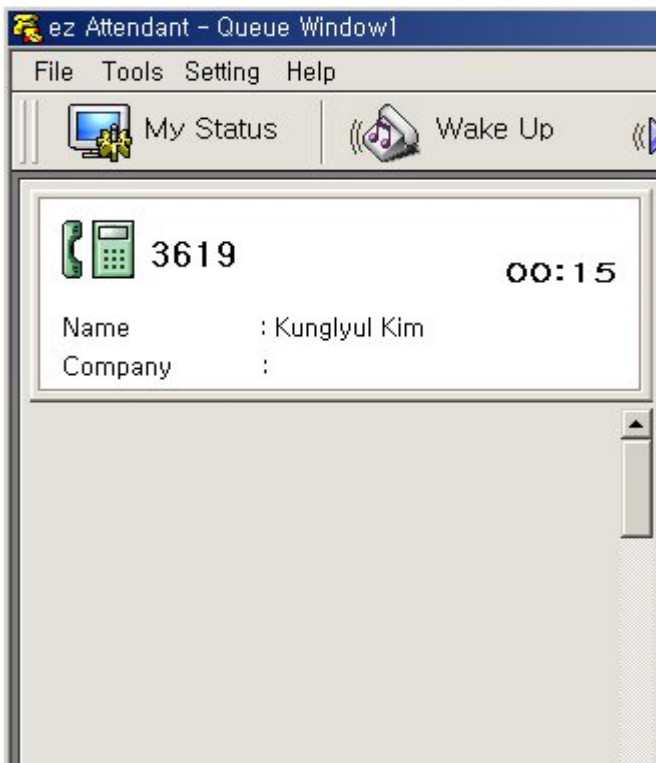 ez Attendant - Queue Window1
File Tools Setting Help
My Status Wake Up
3619
00:15
Name : Kunglyul Kim
Company :